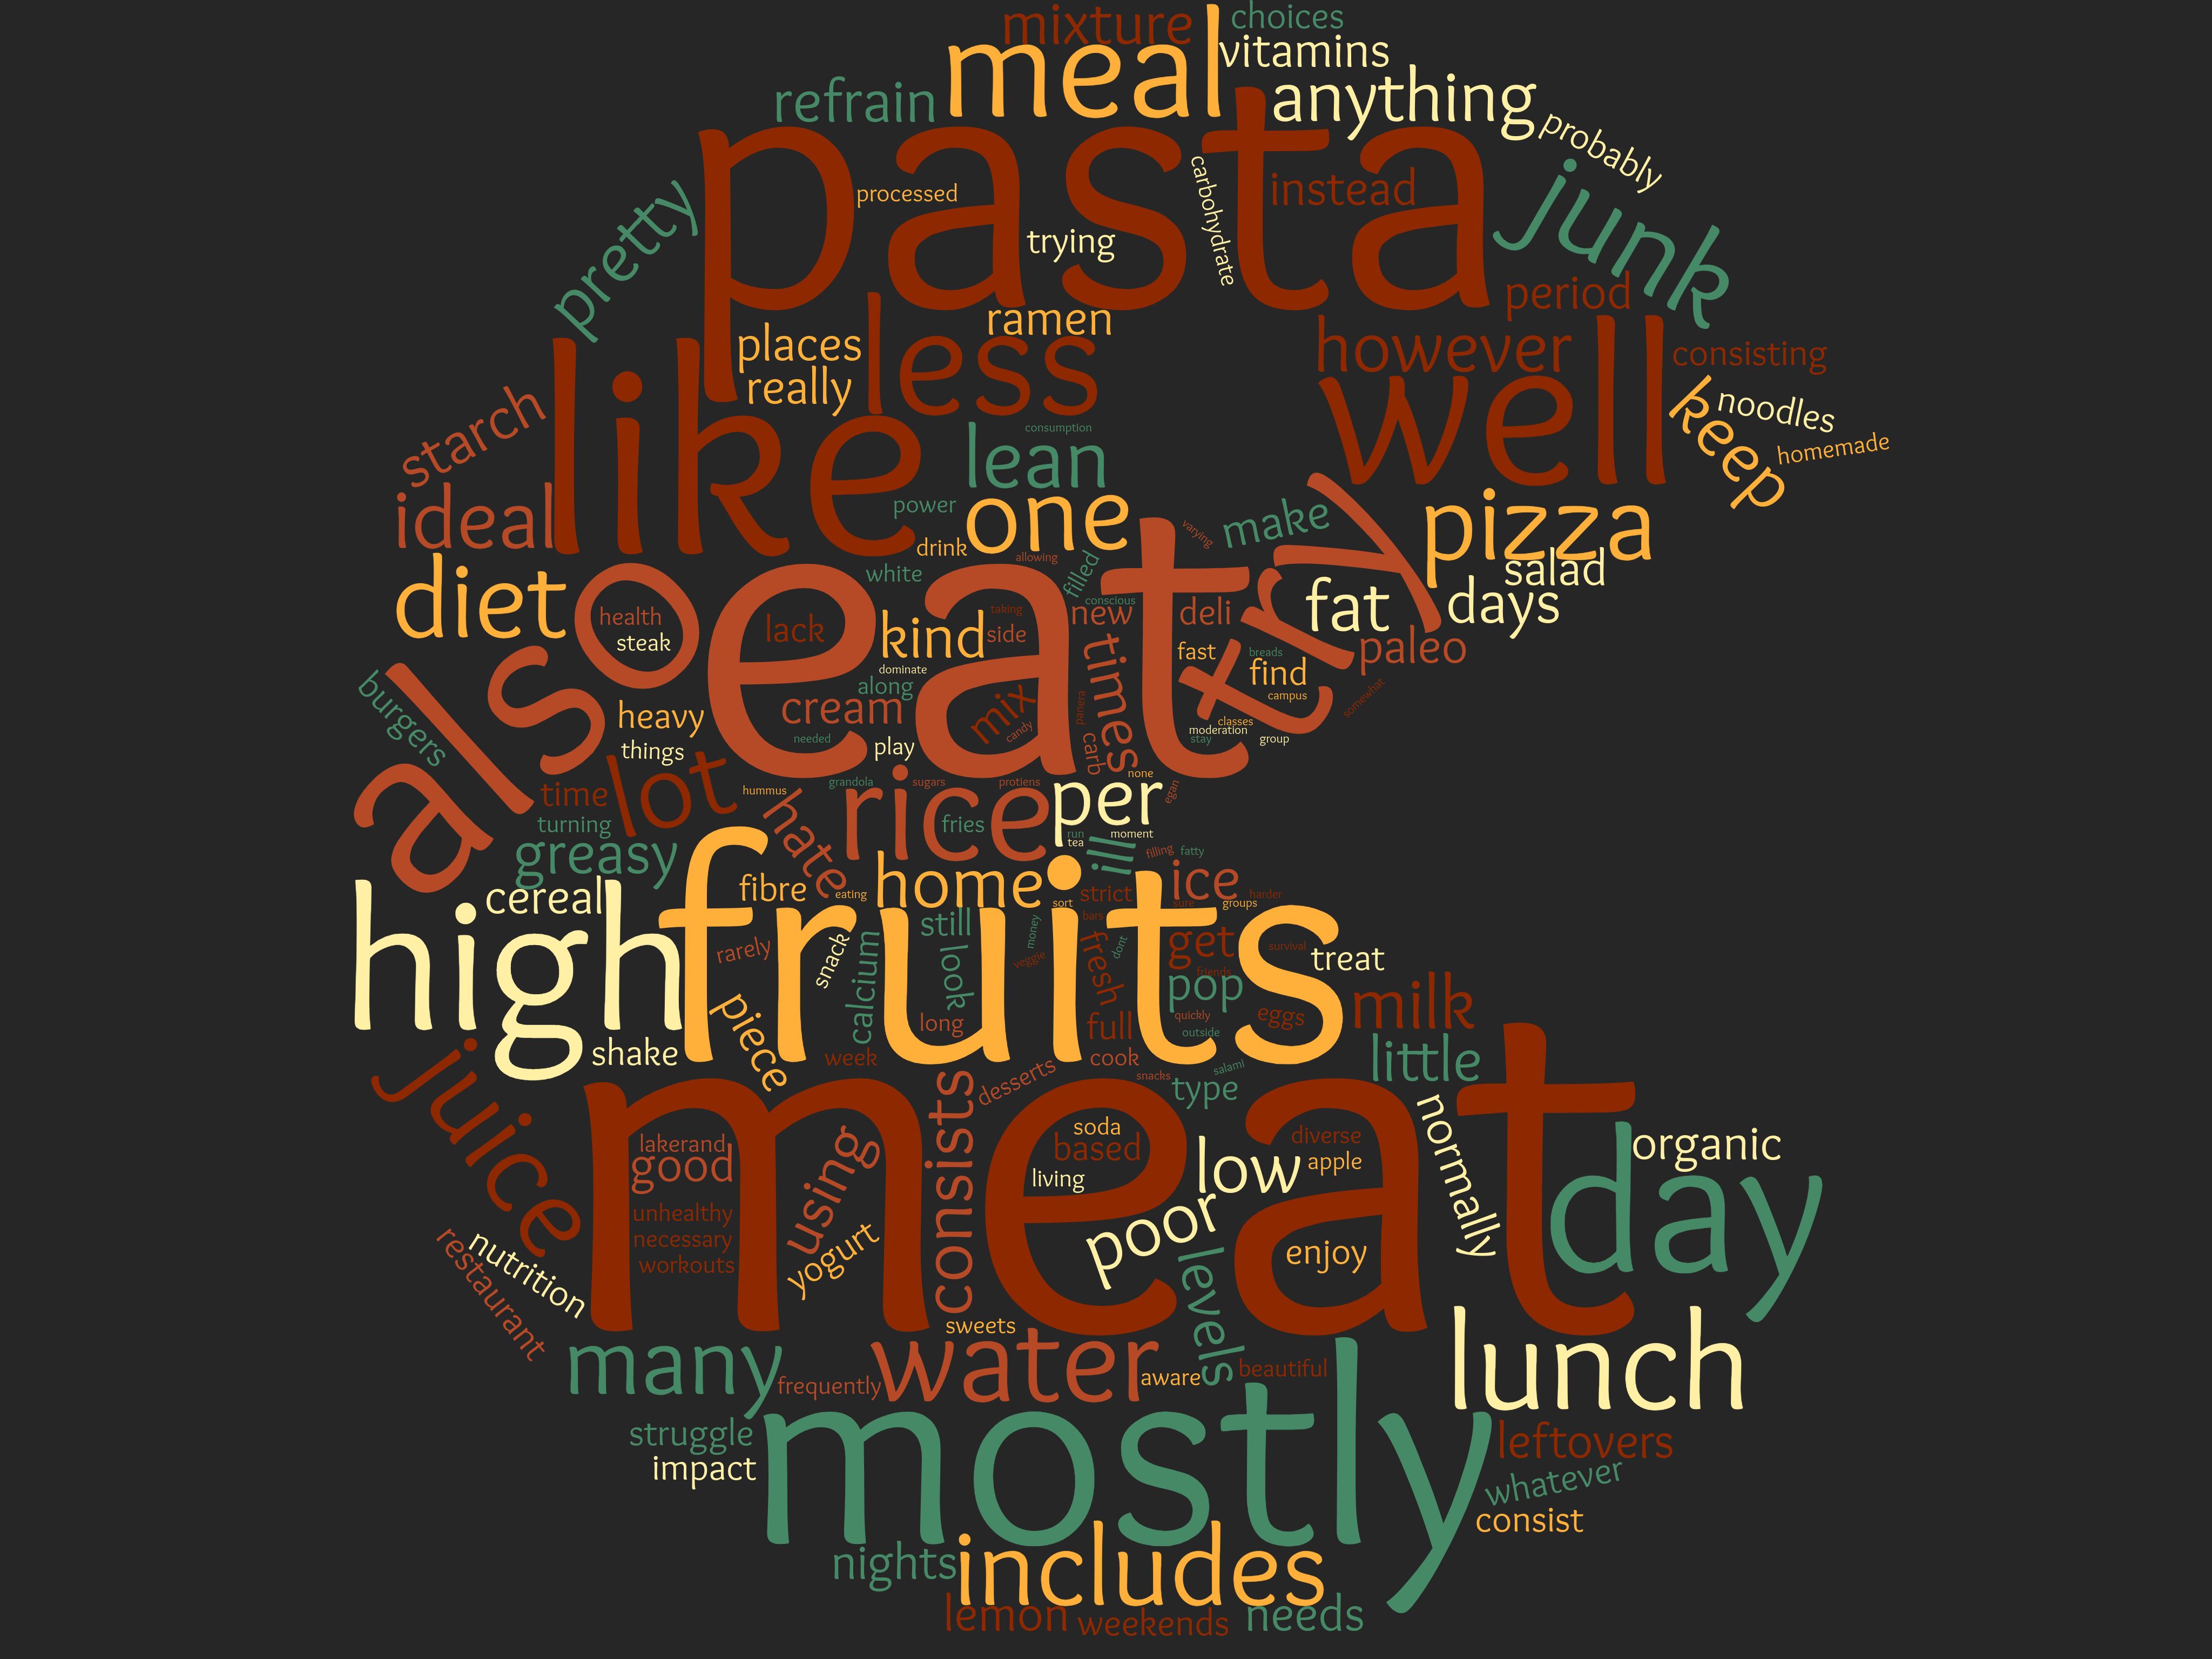 mixture
choices
meal
vitamins
refrain
anything
probably
pasta
processed
instead
carbohydrate
trying
junk
pretty
period
ramen
places
less
really
however
well
consisting
like
keep
noodles
homemade
starch
consumption
lean
ideal
power
one
drink
varying
make
pizza
salad
allowing
white
filled
conscious
try
diet
also
eat
health
steak
lack
kind
taking
side
new
deli
fat
days
paleo
dominate
times
fast
breads
find
campus
along
cream
mix
candy
panera
somewhat
burgers
heavy
things
needed
play
carb
classes
moderation
stay
group
lot
time
turning
hummus
hate
grandola
sugars
protiens
none
egan
rice
fries
per
run
tea
moment
filling
fatty
illi
greasy
cereal
high
fruits
fibre
eating
home
sort
strict
ice
sure
groups
harder
bars
rarely
snack
calcium
still
look
money
veggie
fresh
dont
get
survival
friends
pop
treat
milk
quickly
outside
eggs
long
full
piece
shake
week
cook
snacks
salami
type
little
juice
desserts
consists
meat
lakerand
good
unhealthy
necessary
workouts
using
yogurt
soda
based
living
low
poor
diverse
apple
enjoy
levels
normally
organic
day
nutrition
restaurant
sweets
many
frequently
water
aware
beautiful
lunch
struggle
impact
mostly
leftovers
whatever
consist
nights
includes
lemon
weekends
needs